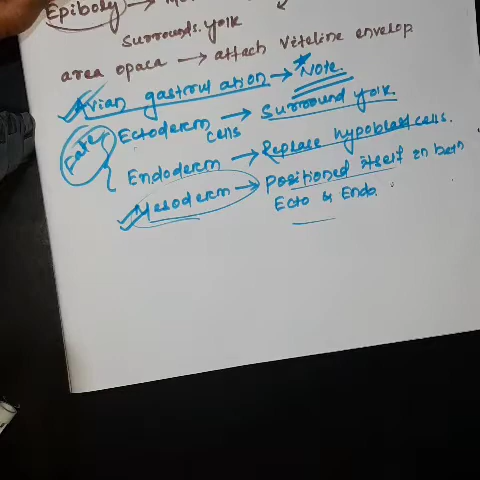 Epiboly →
Surrounds yolk
area opaca → attach Viteline envelop
Avian gastrulation → Note.
Fate
Ectoderm cells → Surround yolk.
Endoderm → Replase hypoblast cells.
Mesoderm → Positioned itself in betn
Ecto & Endo.